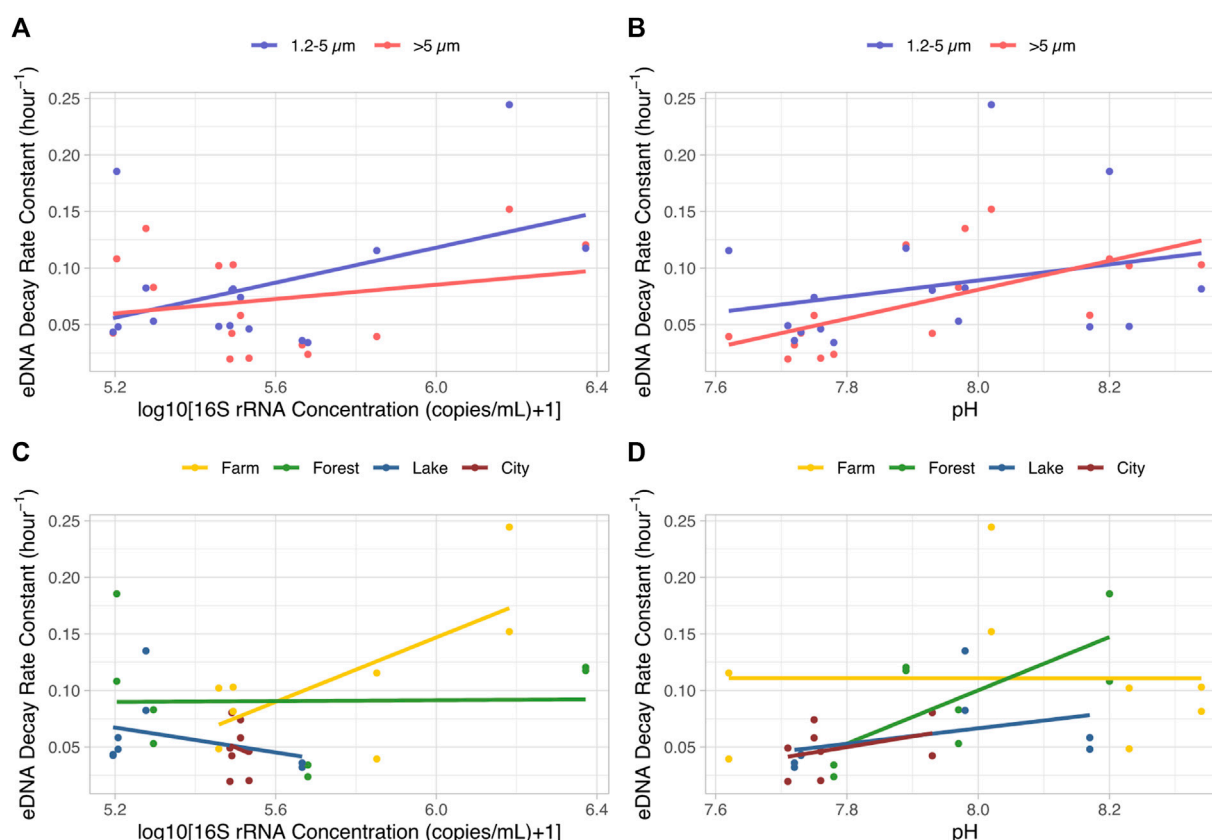 A
B
1.2-5 µm >5 µm
1.2-5 µm >5 µm
eDNA Decay Rate Constant (hour⁻¹)
0.25
0.20
0.15
0.10
0.05
5.2 5.6 6.0 6.4
log10[16S rRNA Concentration (copies/mL)+1]
eDNA Decay Rate Constant (hour⁻¹)
0.25
0.20
0.15
0.10
0.05
7.6 7.8 8.0 8.2
pH
C
D
Farm Forest Lake City
Farm Forest Lake City
eDNA Decay Rate Constant (hour⁻¹)
0.25
0.20
0.15
0.10
0.05
5.2 5.6 6.0 6.4
log10[16S rRNA Concentration (copies/mL)+1]
eDNA Decay Rate Constant (hour⁻¹)
0.25
0.20
0.15
0.10
0.05
7.6 7.8 8.0 8.2
pH